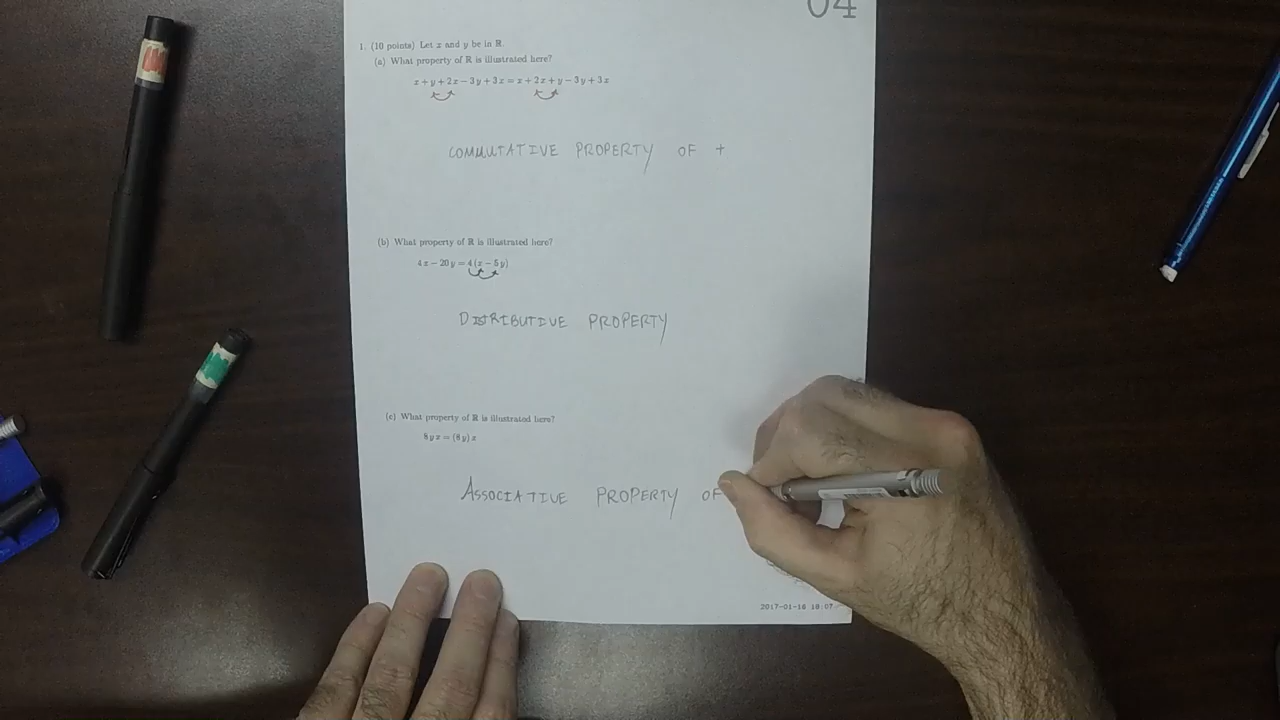 04
1. (10 points) Let x and y be in ℝ.
(a) What property of ℝ is illustrated here?
x + y + 2x − 3y + 3x = x + 2x + y − 3y + 3x
COMMUTATIVE PROPERTY OF +
(b) What property of ℝ is illustrated here?
4x − 20y = 4(x − 5y)
DISTRIBUTIVE PROPERTY
(c) What property of ℝ is illustrated here?
8yx = (8y)x
ASSOCIATIVE PROPERTY OF
2017-01-16 18:07